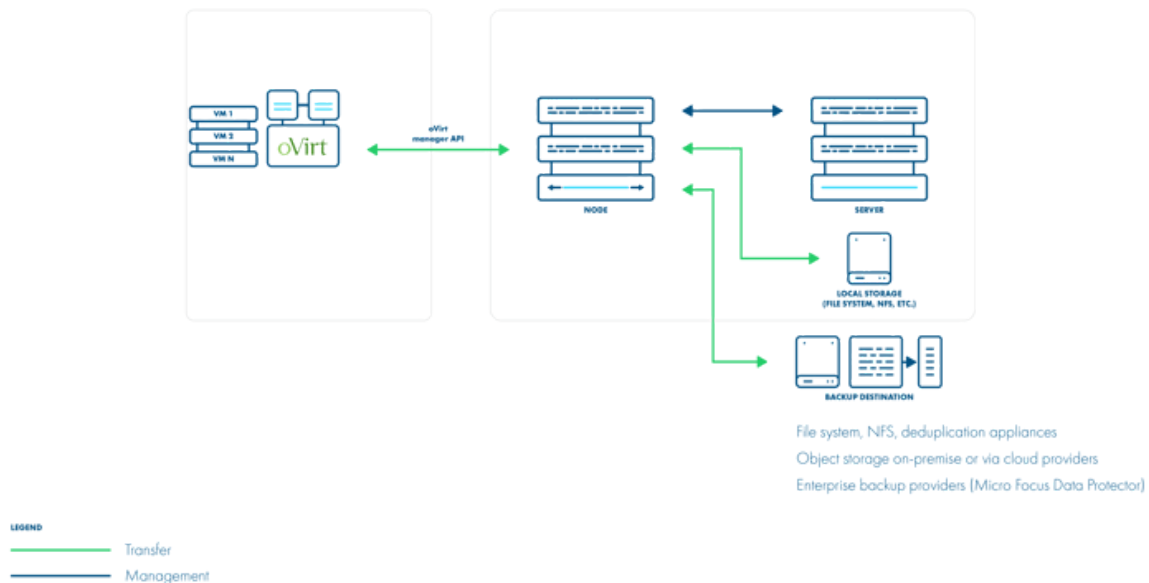 VM 1
VM 2
VM N
oVirt
oVirt
manager API
NODE
SERVER
LOCAL STORAGE
(FILE SYSTEM, NFS, ETC.)
BACKUP DESTINATION
File system, NFS, deduplication appliances
Object storage on-premise or via cloud providers
Enterprise backup providers (Micro Focus Data Protector)
LEGEND
Transfer
Management